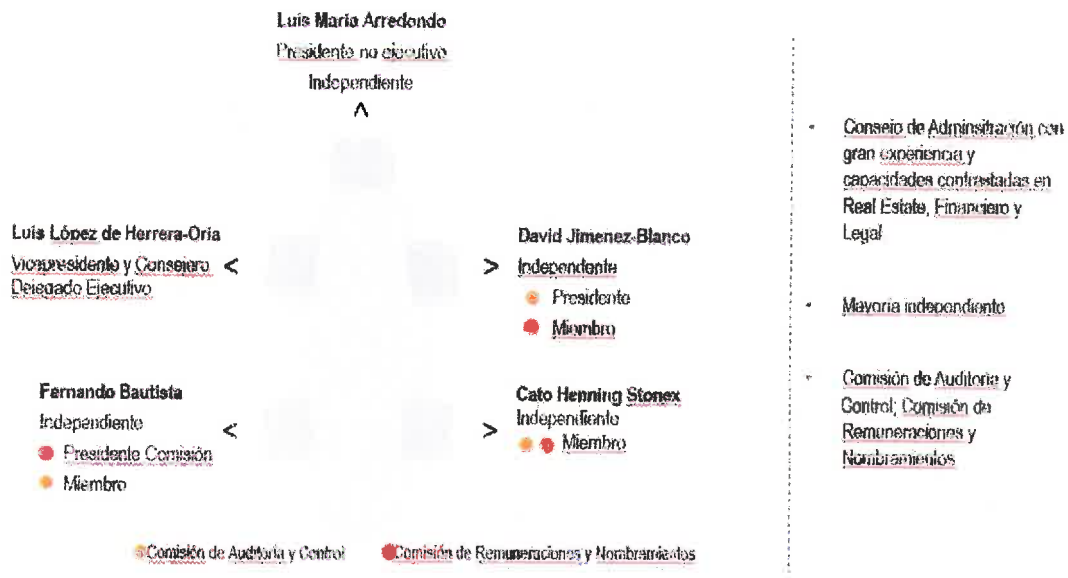 Luis María Arredondo
Presidente no ejecutivo
Independiente
Luis López de Herrera-Oria
Vicepresidente y Consejero
Delegado Ejecutivo
David Jimenez-Blanco
Independiente
Presidente
Miembro
Fernando Bautista
Independiente
Presidente Comisión
Miembro
Cato Henning Stonex
Independiente
Miembro
Comisión de Auditoria y Control
Comisión de Remuneraciones y Nombramientos
Consejo de Adminsitración con
gran experiencia y
capacidades contrastadas en
Real Estate, Financiero y
Legal
Mayoría independiente
Comisión de Auditoria y
Control; Comisión de
Remuneraciones y
Nombramientos